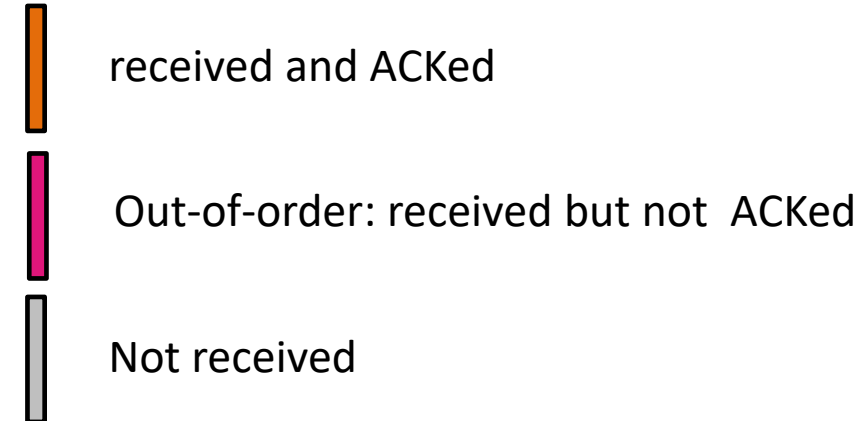 received and ACKed
Out-of-order: received but not ACKed
Not received